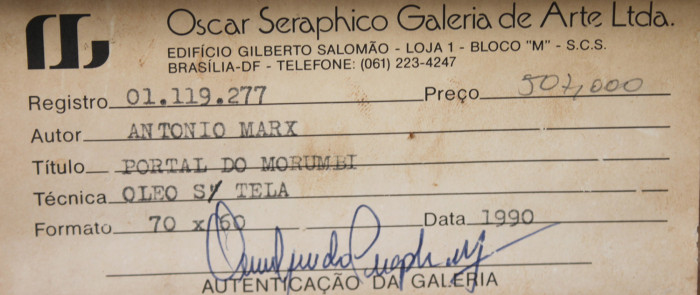 Oscar Seraphico Galeria de Arte Ltda.
EDIFÍCIO GILBERTO SALOMÃO - LOJA 1 - BLOCO "M" - S.C.S.
BRASÍLIA-DF - TELEFONE: (061) 223-4247
Registro 01.119.277 Preço 507,000
Autor ANTONIO MARX
Título PORTAL DO MORUMBI
Técnica OLEO S/ TELA
Formato 70 x 60 Data 1990
AUTENTICAÇÃO DA GALERIA